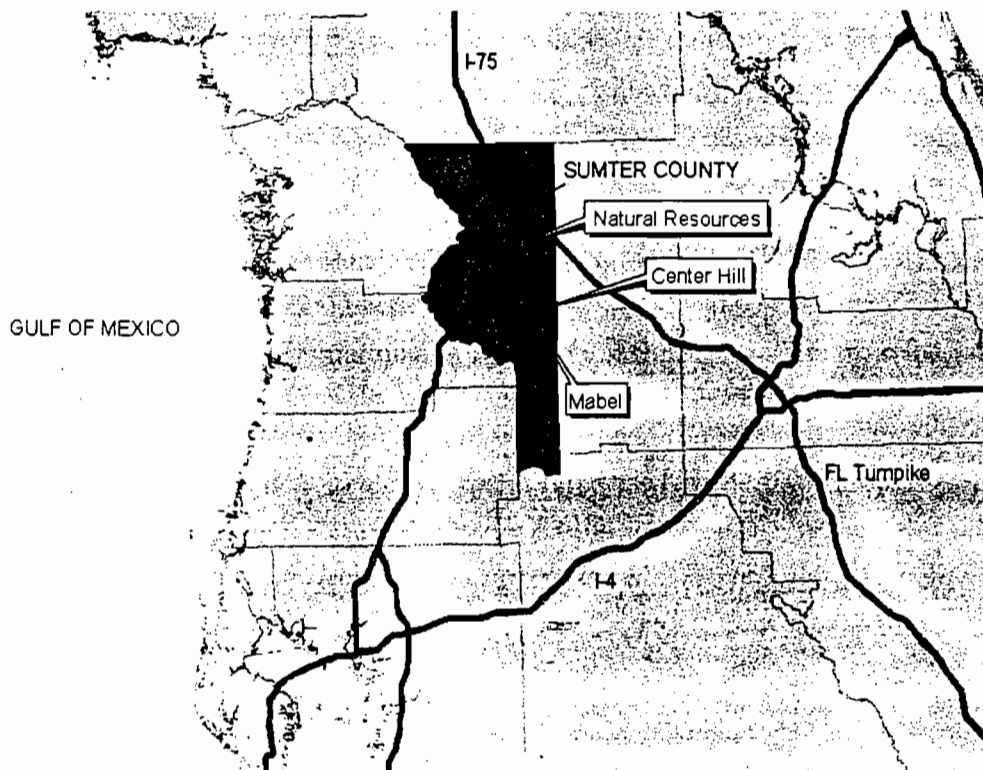 I-75
SUMTER COUNTY
Natural Resources
Center Hill
GULF OF MEXICO
Mabel
FL Turnpike
I-4